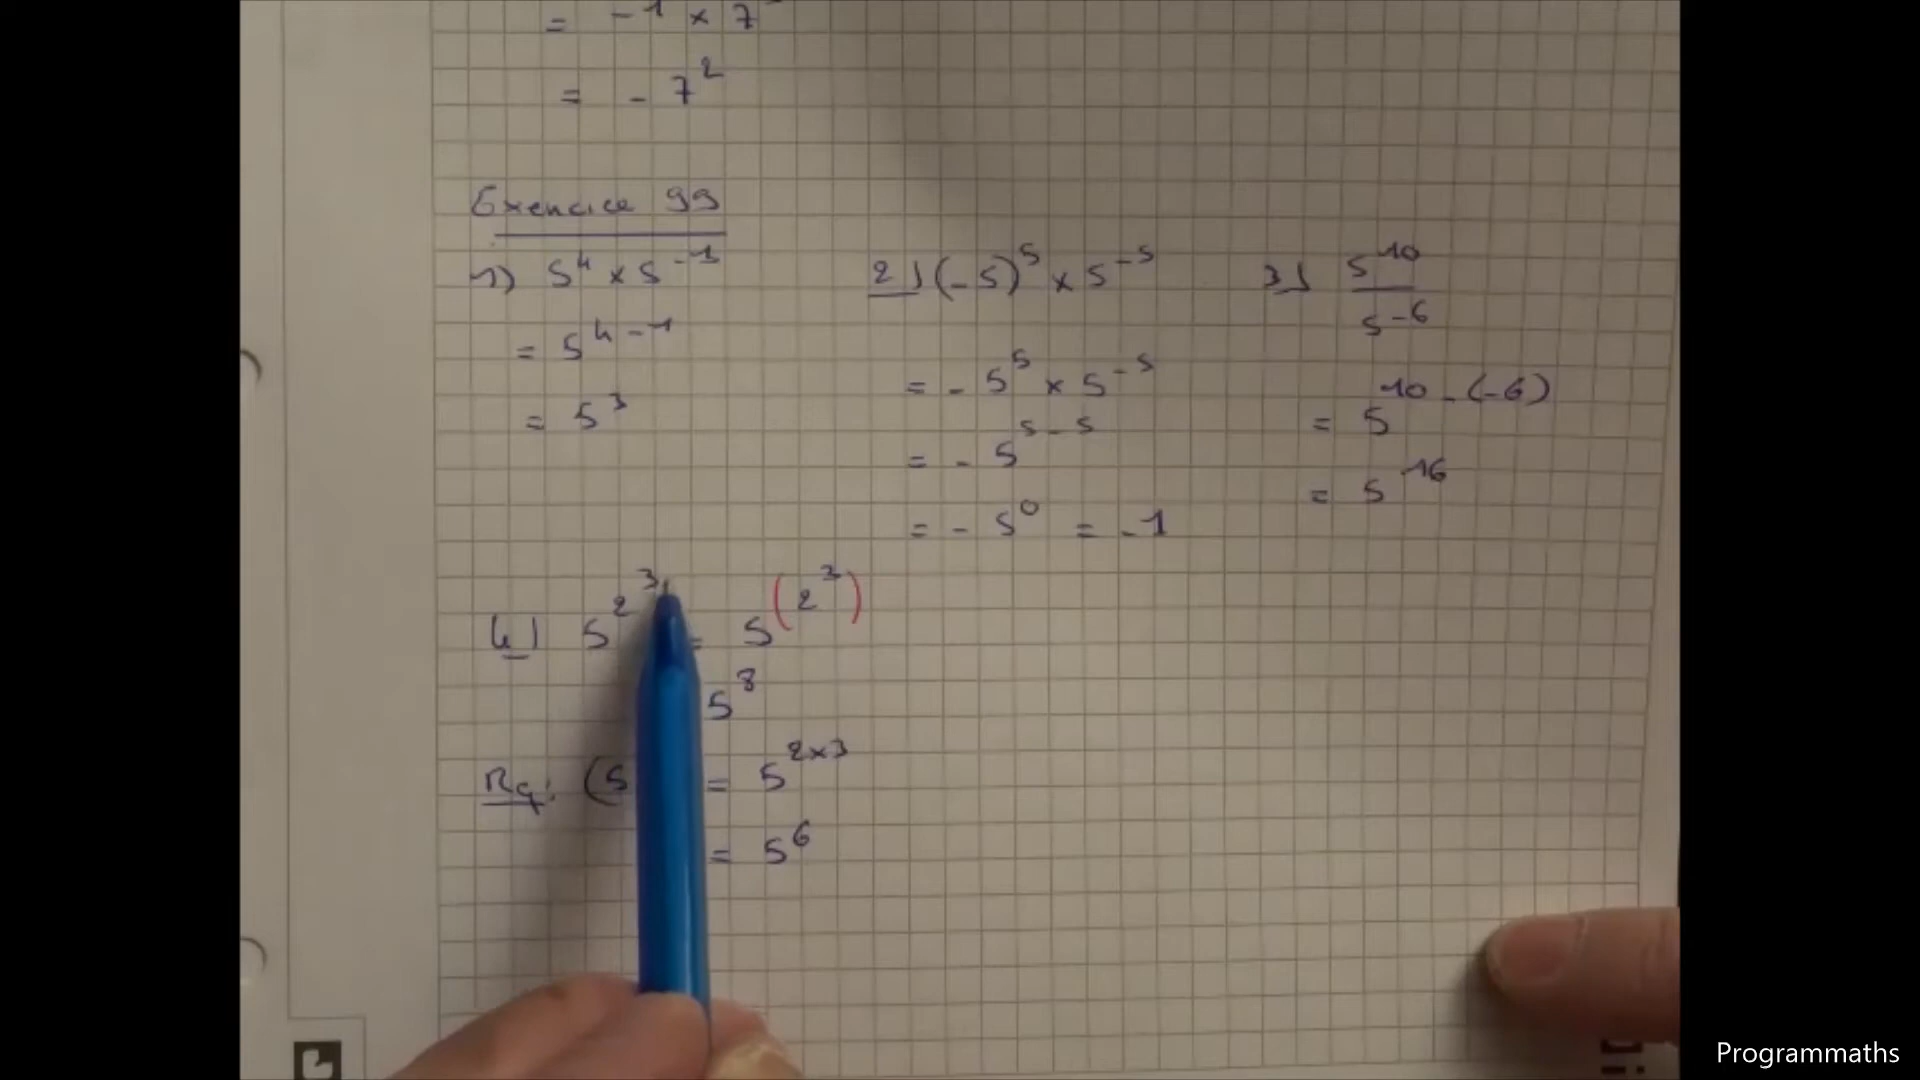 = -1 × 7
= - 7²
Exercice 99
1) 5⁴ × 5⁻¹
= 5⁴⁻¹
= 5³
2) (-5)⁵ × 5⁻⁵
= - 5⁵ × 5⁻⁵
= - 5⁵⁻⁵
= - 5⁰ = -1
3) 5¹⁰ / 5⁻⁶
= 5^(10-(-6))
= 5¹⁶
4) 5^2^3 = 5^(2³)
5⁸
Rq: (5 = 5^(2×3)
= 5⁶
Programmaths